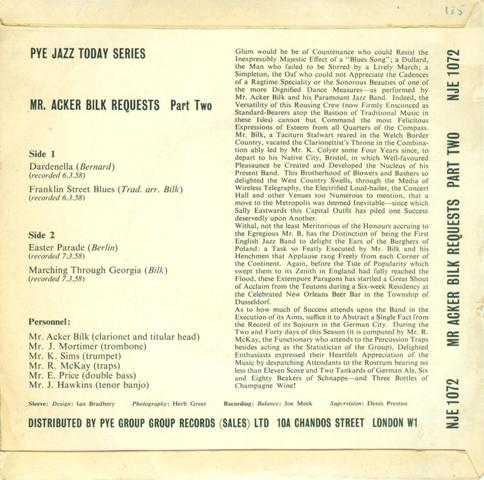 135
PYE JAZZ TODAY SERIES
MR. ACKER BILK REQUESTS Part Two
Side 1
Dardenella (Bernard)
(recorded 6.3.58)
Franklin Street Blues (Trad. arr. Bilk)
(recorded 6.3.58)
Side 2
Easter Parade (Berlin)
(recorded 7.3.58)
Marching Through Georgia (Bilk)
(recorded 7.3.58)
Personnel:
Mr. Acker Bilk (clarionet and titular head)
Mr. J. Mortimer (trombone)
Mr. K. Sims (trumpet)
Mr. R. McKay (traps)
Mr. E. Price (double bass)
Mr. J. Hawkins (tenor banjo)
Glum would he be of Countenance who could Resist the
Inexpressibly Majestic Effect of a "Blues Song"; a Dullard,
the Man who failed to be Stirred by a Lively March; a
Simpleton, the Oaf who could not Appreciate the Cadences
of a Ragtime Speciality or the Sonorous Beauties of one of
the more Dignified Dance Measures—as performed by
Mr. Acker Bilk and his Paramount Jazz Band. Indeed, the
Versatility of this Rousing Crew (now Firmly Ensconced as
Standard-Bearers atop the Bastion of Traditional Music in
these Isles) cannot but Command the most Felicitous
Expressions of Esteem from all Quarters of the Compass.
Mr. Bilk, a Taciturn Stalwart reared in the Welch Border
Country, vacated the Clarionettist's Throne in the Combina-
tion ably led by Mr. K. Colyer some Four Years since, to
depart to his Native City, Bristol, in which Well-favoured
Pleasaunce he Created and Developed the Nucleus of his
Present Band. This Brotherhood of Blowers and Bashers so
delighted the West Country Swells, through the Media of
Wireless Telegraphy, the Electrified Loud-hailer, the Concert
Hall and other Venues too Numerous to mention, that a
move to the Metropolis was deemed Inevitable—since which
Sally Eastwards this Capital Outfit has piled one Success
deservedly upon Another.
Withal, not the least Meritorious of the Honours accruing to
the Egregious Mr. B, has the Distinction of being the First
English Jazz Band to delight the Ears of the Burghers of
Poland; a Task so Featly Executed by Mr. Bilk and his
Henchmen that Applause rang Freely from each Corner of
the Continent. Again, before the Tide of Popularity which
swept them to its Zenith in England had fully reached the
Flood, these Extempore Paragons has startled a Great Shout
of Acclaim from the Teutons during a Six-week Residency at
the Celebrated New Orleans Beer Bar in the Township of
Dusseldorf.
As to how much of Success attends upon the Band in the
Execution of its Aims, suffice it to Abstract a Single Fact from
the Record of its Sojourn in the German City. During the
Two and Forty days of this Season (it is computed by Mr. R.
McKay, the Functionary who attends to the Percussion Traps
besides acting as the Statistician of the Group), Delighted
Enthusiasts expressed their Heartfelt Appreciation of the
Music by despatching Attendants to the Rostrum bearing no
less than Eleven Score and Two Tankards of German Ale, Six
and Eighty Beakers of Schnapps—and Three Bottles of
Champagne Wine!
Sleeve: Design: Ian Bradbery Photography: Herb Greer Recording: Balance: Joe Meek Supervision: Denis Preston
DISTRIBUTED BY PYE GROUP GROUP RECORDS (SALES) LTD 10A CHANDOS STREET LONDON W1
NJE 1072 MR ACKER BILK REQUESTS PART TWO NJE 1072